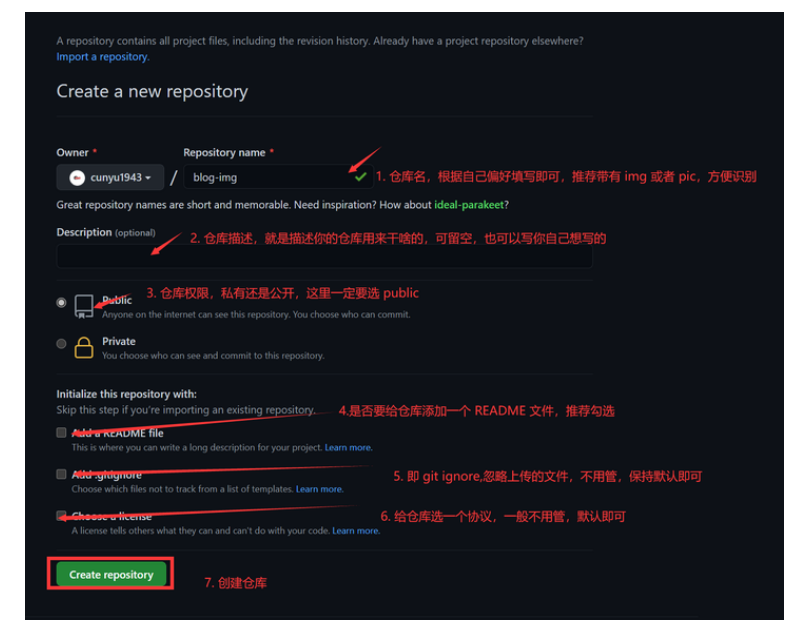 A repository contains all project files, including the revision history. Already have a project repository elsewhere?
Import a repository.
Create a new repository
Owner * Repository name *
cunyu1943 / blog-img 1. 仓库名，根据自己偏好填写即可，推荐带有 img 或者 pic，方便识别
Great repository names are short and memorable. Need inspiration? How about ideal-parakeet?
Description (optional)
2. 仓库描述，就是描述你的仓库用来干啥的，可留空，也可以写你自己想写的
3. 仓库权限，私有还是公开，这里一定要选 public
Public
Anyone on the internet can see this repository. You choose who can commit.
Private
You choose who can see and commit to this repository.
Initialize this repository with:
Skip this step if you're importing an existing repository. 4.是否要给仓库添加一个 README 文件，推荐勾选
Add a README file
This is where you can write a long description for your project. Learn more.
Add .gitignore 5. 即 git ignore,忽略上传的文件，不用管，保持默认即可
Choose which files not to track from a list of templates. Learn more.
Choose a license 6. 给仓库选一个协议，一般不用管，默认即可
A license tells others what they can and can't do with your code. Learn more.
Create repository 7. 创建仓库